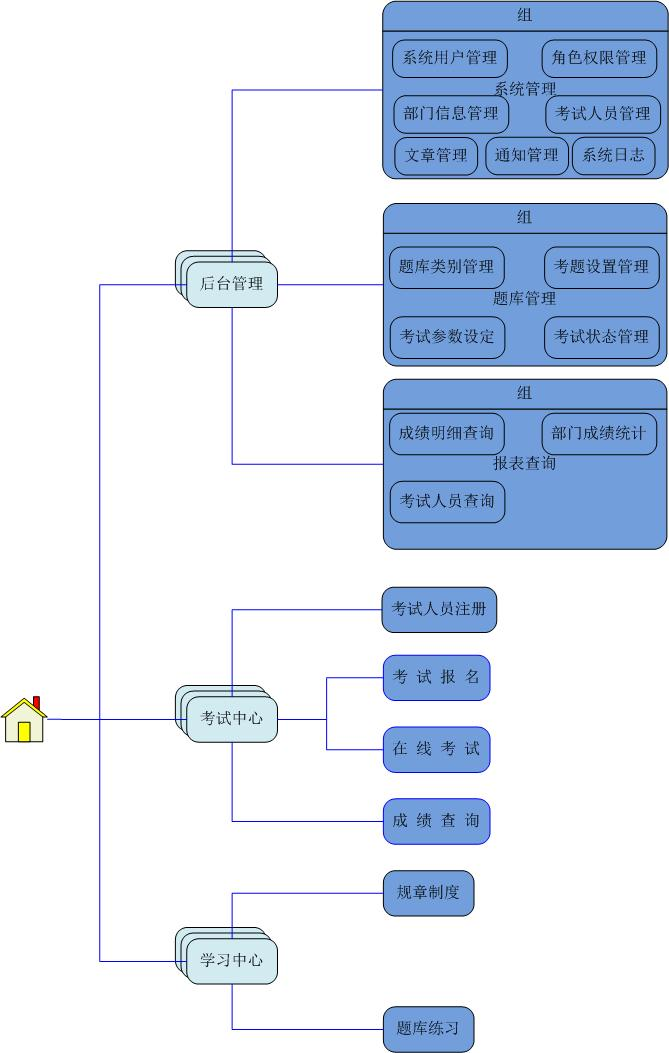 组
系统用户管理
角色权限管理
系统管理
部门信息管理
考试人员管理
文章管理
通知管理
系统日志
组
题库类别管理
考题设置管理
后台管理
题库管理
考试参数设定
考试状态管理
组
成绩明细查询
部门成绩统计
报表查询
考试人员查询
考试人员注册
考 试 报 名
考试中心
在 线 考 试
成 绩 查 询
规章制度
学习中心
题库练习